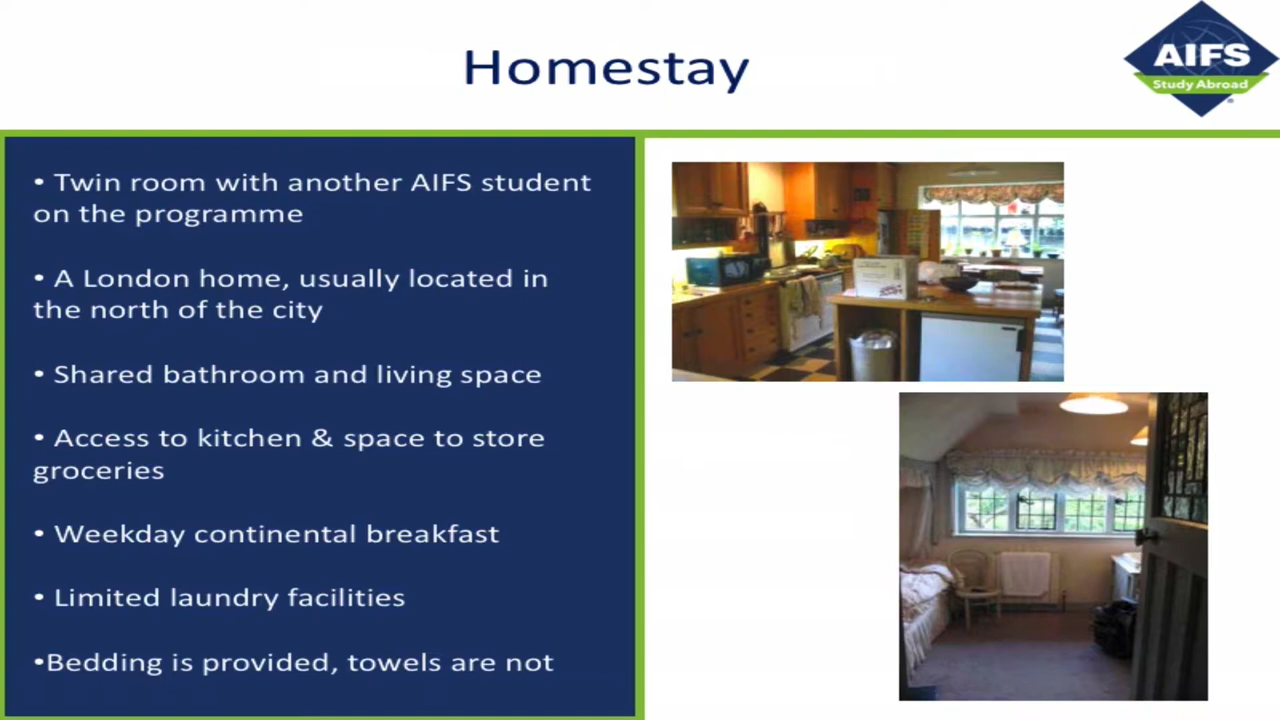 Homestay
AIFS
Study Abroad
• Twin room with another AIFS student
on the programme
• A London home, usually located in
the north of the city
• Shared bathroom and living space
• Access to kitchen & space to store
groceries
• Weekday continental breakfast
• Limited laundry facilities
•Bedding is provided, towels are not